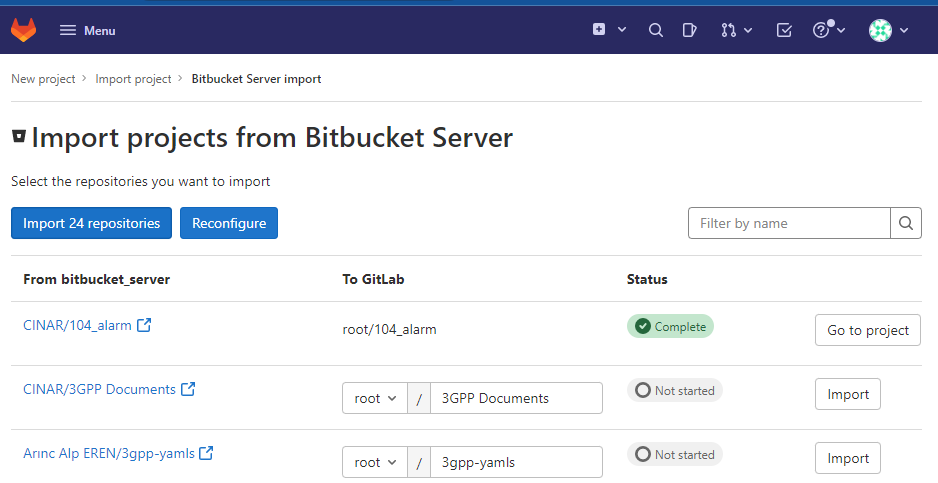 Menu
New project > Import project > Bitbucket Server import
Import projects from Bitbucket Server
Select the repositories you want to import
Import 24 repositories Reconfigure Filter by name
From bitbucket_server To GitLab Status
CINAR/104_alarm root/104_alarm Complete Go to project
CINAR/3GPP Documents root / 3GPP Documents Not started Import
Arınc Alp EREN/3gpp-yamls root / 3gpp-yamls Not started Import